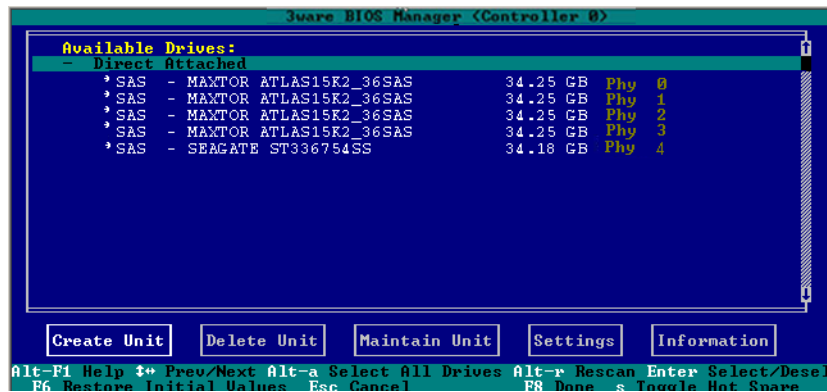 3ware BIOS Manager <Controller 0>
Available Drives:
- Direct Attached
SAS - MAXTOR ATLAS15K2_36SAS 34.25 GB Phy 0
SAS - MAXTOR ATLAS15K2_36SAS 34.25 GB Phy 1
SAS - MAXTOR ATLAS15K2_36SAS 34.25 GB Phy 2
SAS - MAXTOR ATLAS15K2_36SAS 34.25 GB Phy 3
SAS - SEAGATE ST336754SS 34.18 GB Phy 4
Create Unit Delete Unit Maintain Unit Settings Information
Alt-F1 Help ↕↔ Prev/Next Alt-a Select All Drives Alt-r Rescan Enter Select/Desel
F6 Restore Initial Values Esc Cancel F8 Done s Toggle Hot Spare